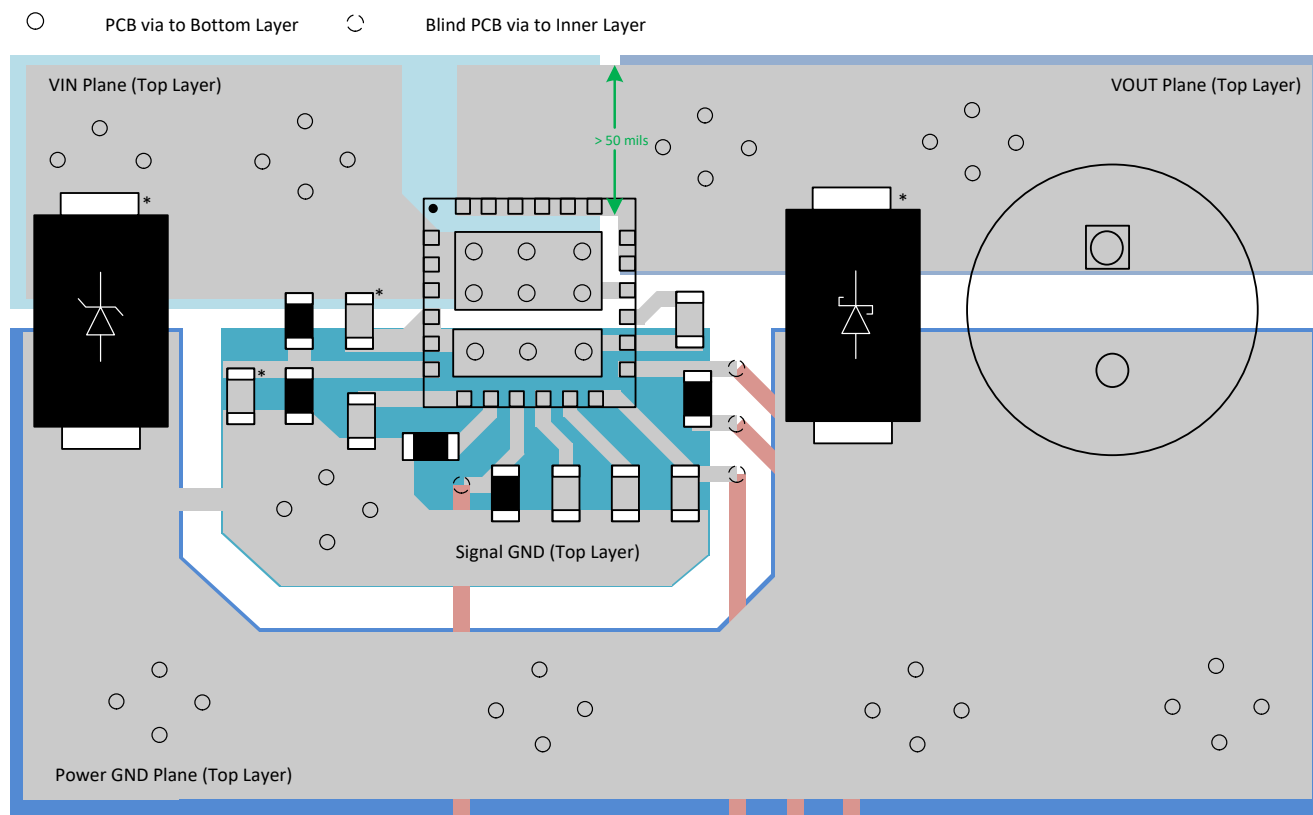 PCB via to Bottom Layer
Blind PCB via to Inner Layer
VIN Plane (Top Layer)
VOUT Plane (Top Layer)
> 50 mils
*
*
*
*
Signal GND (Top Layer)
Power GND Plane (Top Layer)